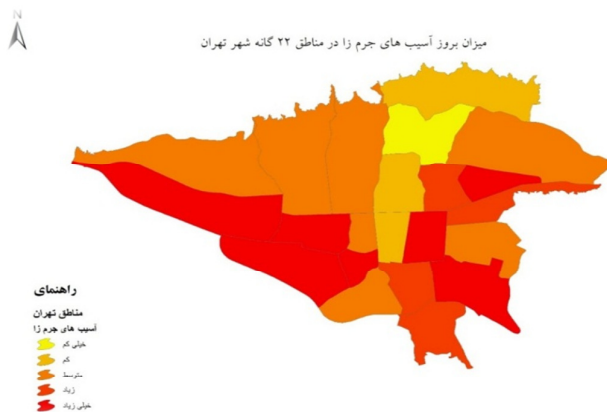 N
میزان بروز آسیب های جرم زا در مناطق ۲۲ گانه شهر تهران
راهنمای
مناطق تهران
آسیب های جرم زا
خیلی کم
کم
متوسط
زیاد
خیلی زیاد